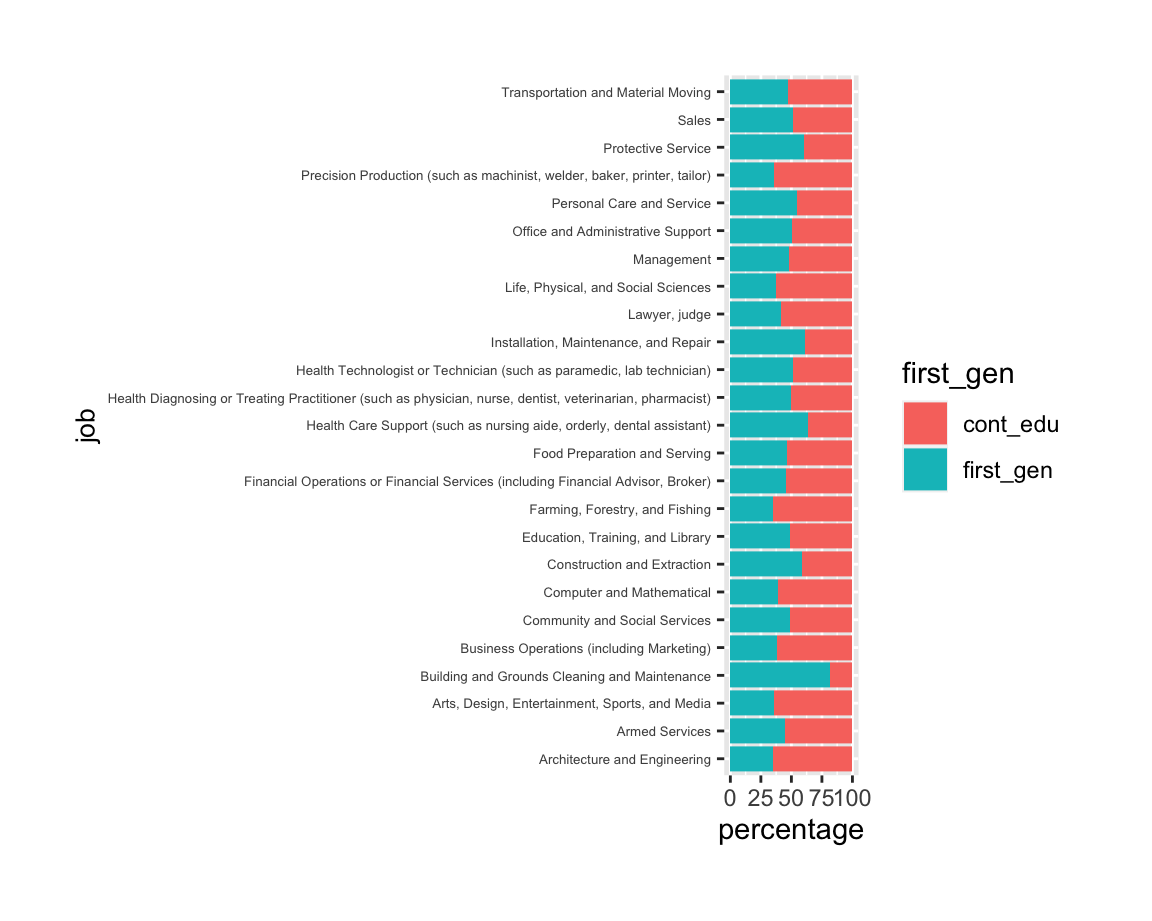 Transportation and Material Moving
Sales
Protective Service
Precision Production (such as machinist, welder, baker, printer, tailor)
Personal Care and Service
Office and Administrative Support
Management
Life, Physical, and Social Sciences
Lawyer, judge
Installation, Maintenance, and Repair
Health Technologist or Technician (such as paramedic, lab technician)
Health Diagnosing or Treating Practitioner (such as physician, nurse, dentist, veterinarian, pharmacist)
Health Care Support (such as nursing aide, orderly, dental assistant)
Food Preparation and Serving
Financial Operations or Financial Services (including Financial Advisor, Broker)
Farming, Forestry, and Fishing
Education, Training, and Library
Construction and Extraction
Computer and Mathematical
Community and Social Services
Business Operations (including Marketing)
Building and Grounds Cleaning and Maintenance
Arts, Design, Entertainment, Sports, and Media
Armed Services
Architecture and Engineering
job
0 25 50 75 100
percentage
first_gen
cont_edu
first_gen